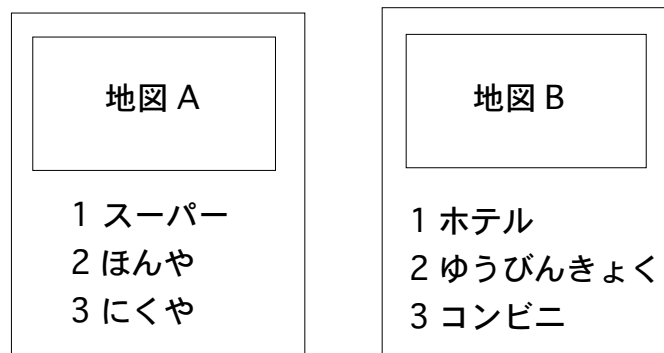 地図 A
1 スーパー
2 ほんや
3 にくや
地図 B
1 ホテル
2 ゆうびんきょく
3 コンビニ